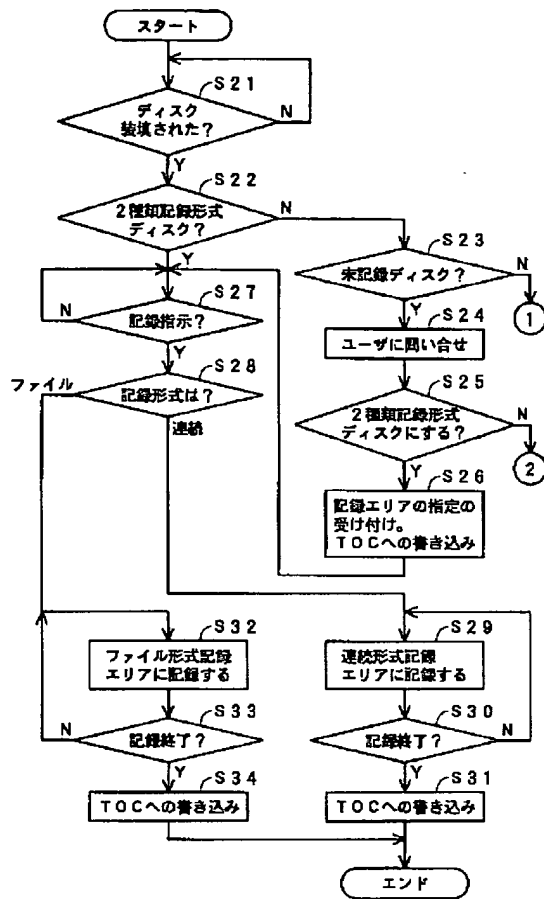 スタート
S21
ディスク
装填された？
N
Y
S22
2種類記録形式
ディスク？
N
Y
S23
未記録ディスク？
N
1
Y
S24
ユーザに問い合せ
S25
2種類記録形式
ディスクにする？
N
2
Y
S26
記録エリアの指定の
受け付け。
TOCへの書き込み
S27
記録指示？
N
Y
S28
記録形式は？
ファイル
連続
S32
ファイル形式記録
エリアに記録する
S33
記録終了？
N
Y
S34
TOCへの書き込み
S29
連続形式記録
エリアに記録する
S30
記録終了？
N
Y
S31
TOCへの書き込み
エンド